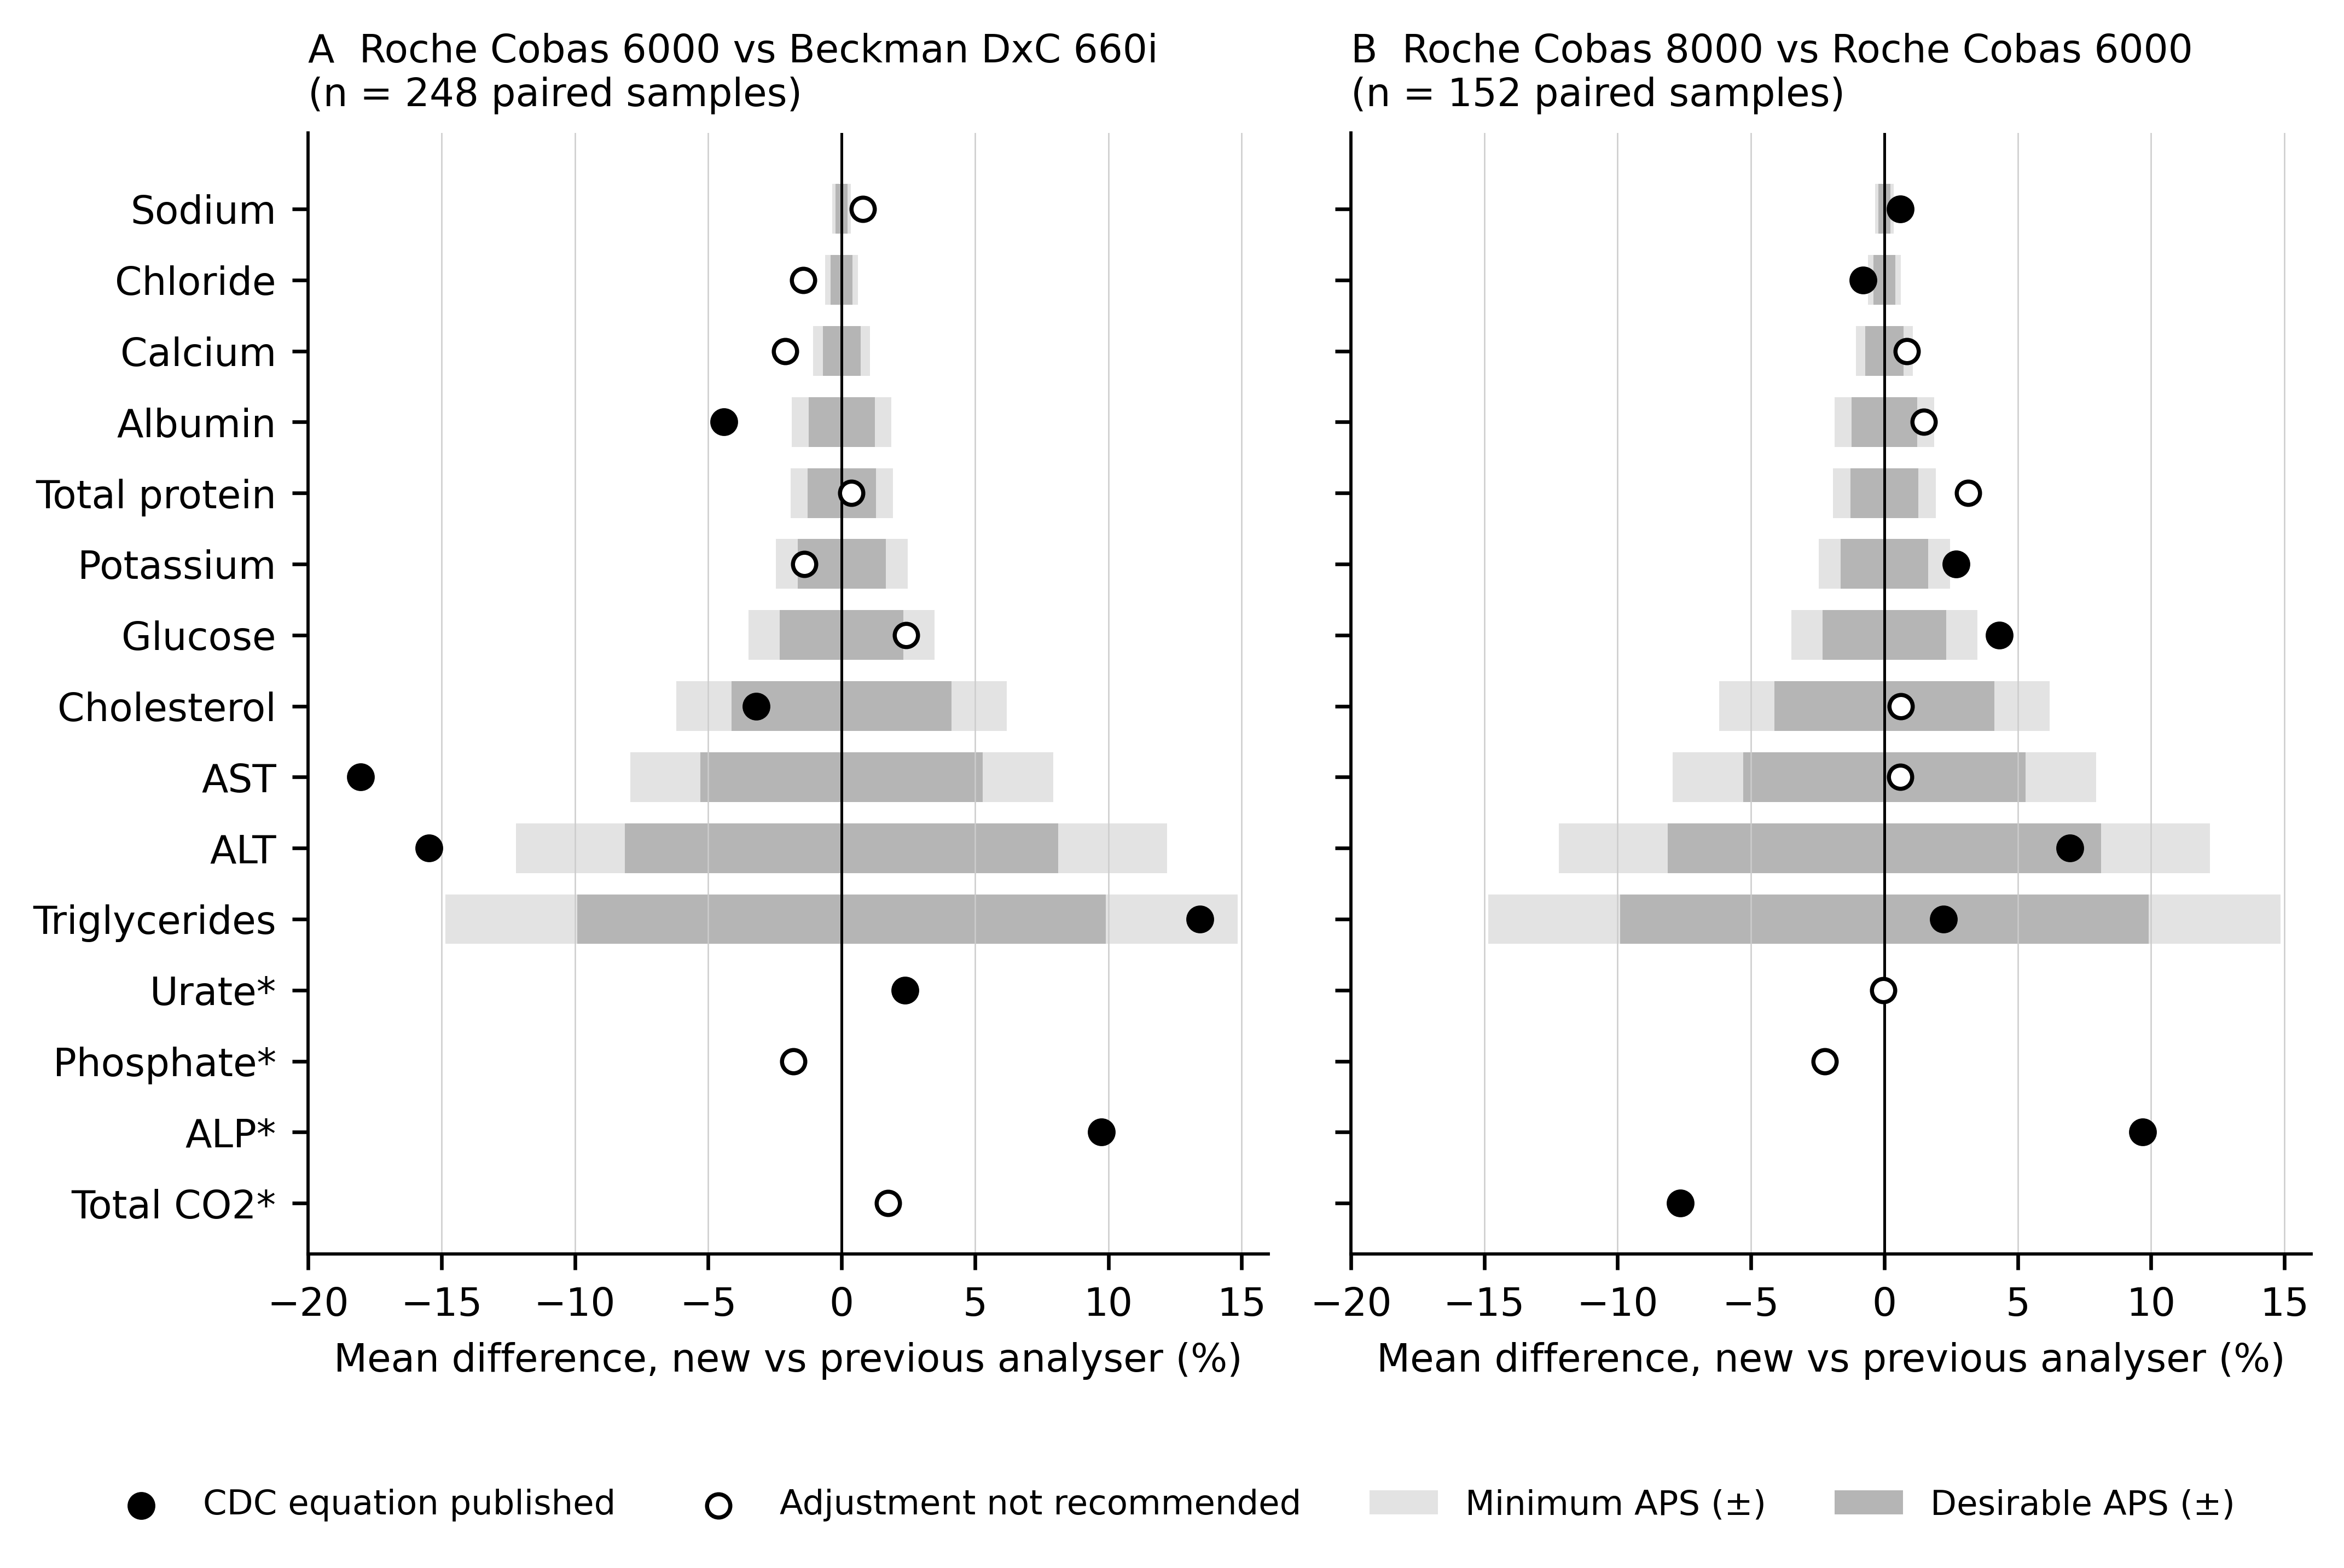 A  Roche Cobas 6000 vs Beckman DxC 660i
(n = 248 paired samples)
B  Roche Cobas 8000 vs Roche Cobas 6000
(n = 152 paired samples)
Sodium
Chloride
Calcium
Albumin
Total protein
Potassium
Glucose
Cholesterol
AST
ALT
Triglycerides
Urate*
Phosphate*
ALP*
Total CO2*
−20 −15 −10 −5 0 5 10 15
−20 −15 −10 −5 0 5 10 15
Mean difference, new vs previous analyser (%)
Mean difference, new vs previous analyser (%)
CDC equation published
Adjustment not recommended
Minimum APS (±)
Desirable APS (±)